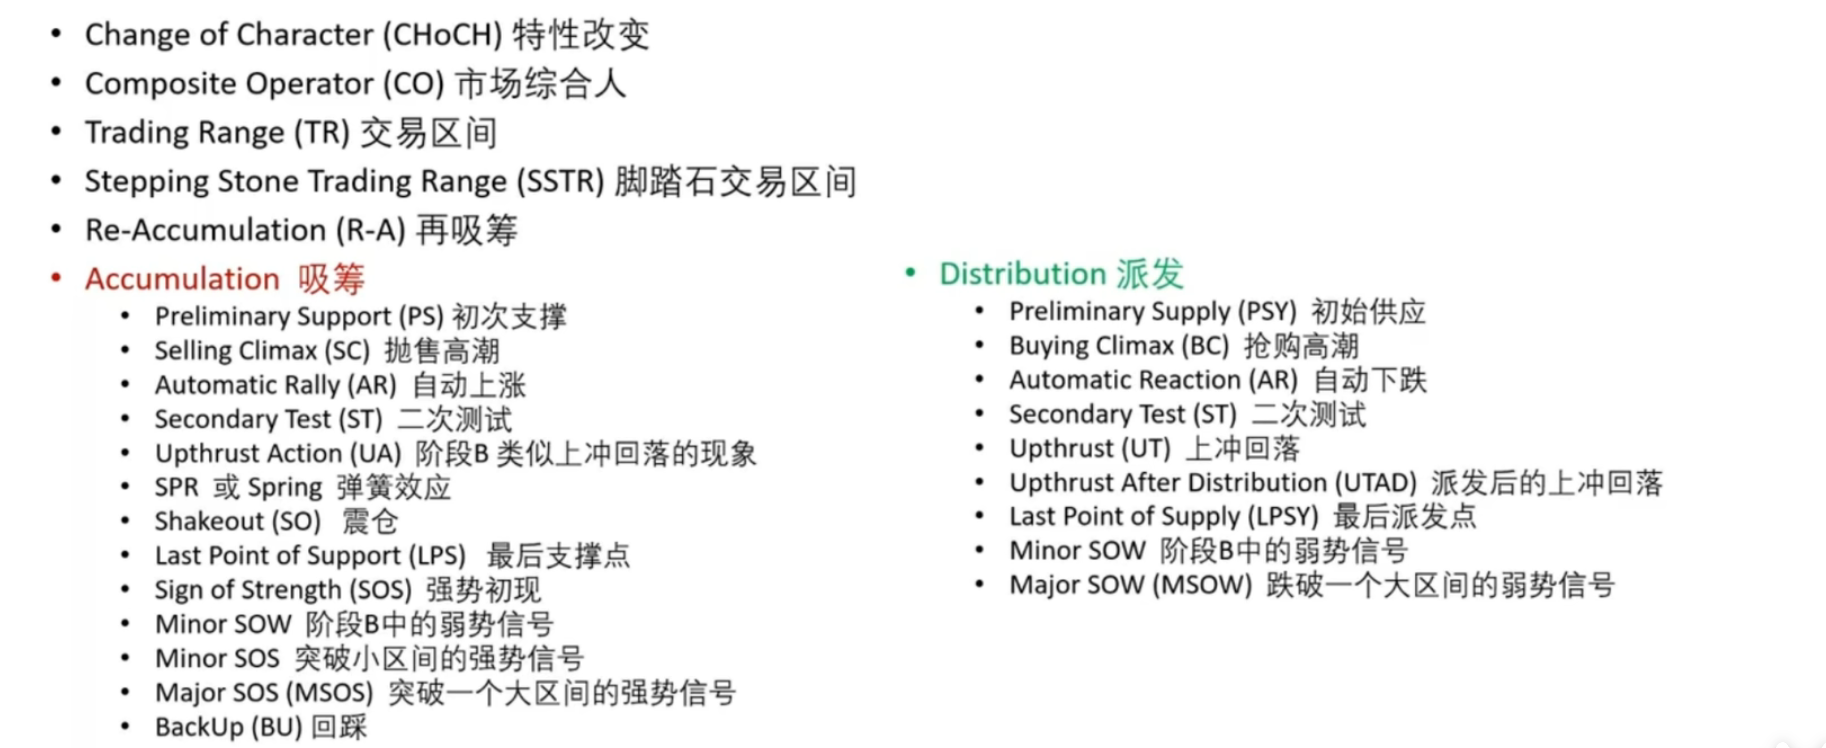 • Change of Character (CHoCH) 特性改变
• Composite Operator (CO) 市场综合人
• Trading Range (TR) 交易区间
• Stepping Stone Trading Range (SSTR) 脚踏石交易区间
• Re-Accumulation (R-A) 再吸筹
• Accumulation 吸筹
• Preliminary Support (PS) 初次支撑
• Selling Climax (SC) 抛售高潮
• Automatic Rally (AR) 自动上涨
• Secondary Test (ST) 二次测试
• Upthrust Action (UA) 阶段B 类似上冲回落的现象
• SPR 或 Spring 弹簧效应
• Shakeout (SO) 震仓
• Last Point of Support (LPS) 最后支撑点
• Sign of Strength (SOS) 强势初现
• Minor SOW 阶段B中的弱势信号
• Minor SOS 突破小区间的强势信号
• Major SOS (MSOS) 突破一个大区间的强势信号
• BackUp (BU) 回踩
• Distribution 派发
• Preliminary Supply (PSY) 初始供应
• Buying Climax (BC) 抢购高潮
• Automatic Reaction (AR) 自动下跌
• Secondary Test (ST) 二次测试
• Upthrust (UT) 上冲回落
• Upthrust After Distribution (UTAD) 派发后的上冲回落
• Last Point of Supply (LPSY) 最后派发点
• Minor SOW 阶段B中的弱势信号
• Major SOW (MSOW) 跌破一个大区间的弱势信号